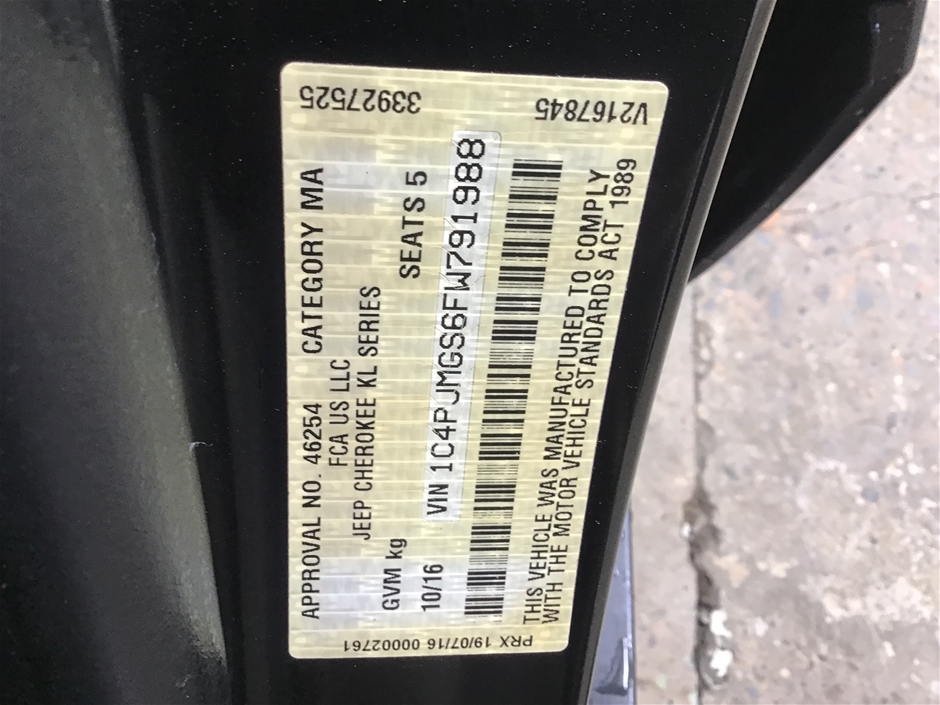 APPROVAL NO. 46254 CATEGORY MA
FCA US LLC
JEEP CHEROKEE KL SERIES
GVM kg SEATS 5
10/16 VIN 1C4PJMGS6FW791988
THIS VEHICLE WAS MANUFACTURED TO COMPLY
WITH THE MOTOR VEHICLE STANDARDS ACT 1989
33927525
V2167845
PRX 19/07/16 00002761